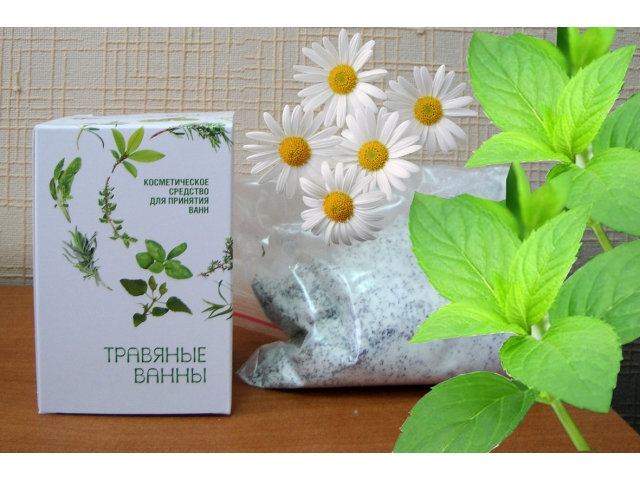 КОСМЕТИЧЕСКОЕ
СРЕДСТВО
ДЛЯ ПРИНЯТИЯ
ВАНН
ТРАВЯНЫЕ
ВАННЫ